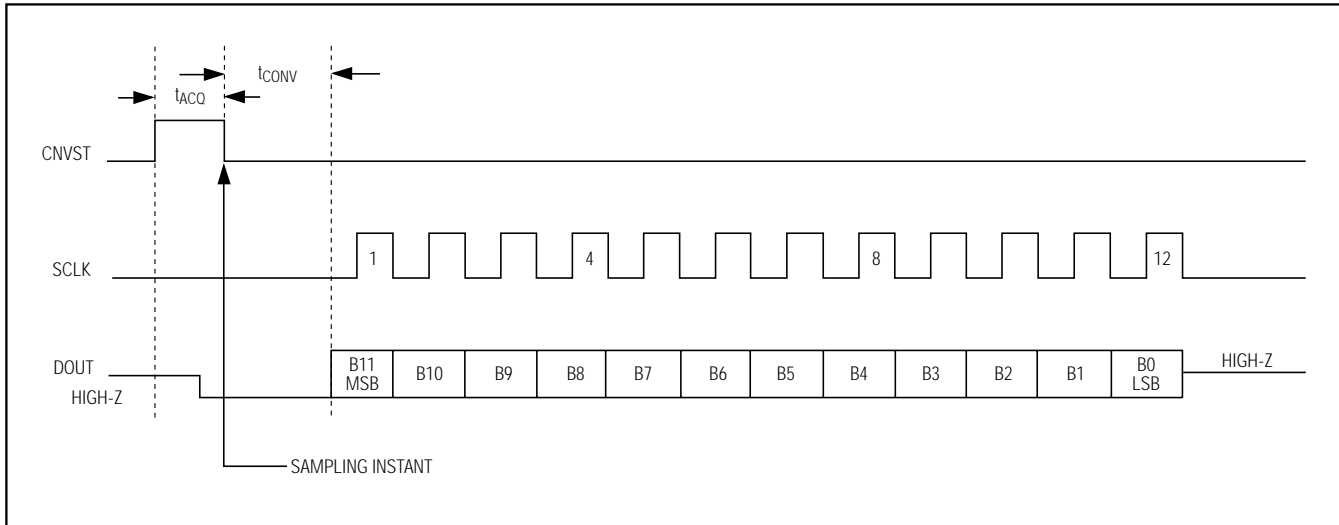 tCONV
tACQ
CNVST
SCLK
1
4
8
12
DOUT
HIGH-Z
B11
MSB
B10
B9
B8
B7
B6
B5
B4
B3
B2
B1
B0
LSB
HIGH-Z
SAMPLING INSTANT